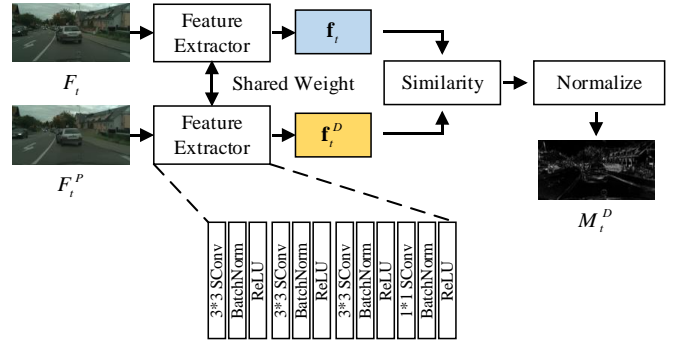 Feature
Extractor
f_t
F_t
Shared Weight
Similarity
Normalize
Feature
Extractor
f_t^D
F_t^P
M_t^D
3*3 SConv
BatchNorm
ReLU
3*3 SConv
BatchNorm
ReLU
3*3 SConv
BatchNorm
ReLU
1*1 SConv
BatchNorm
ReLU